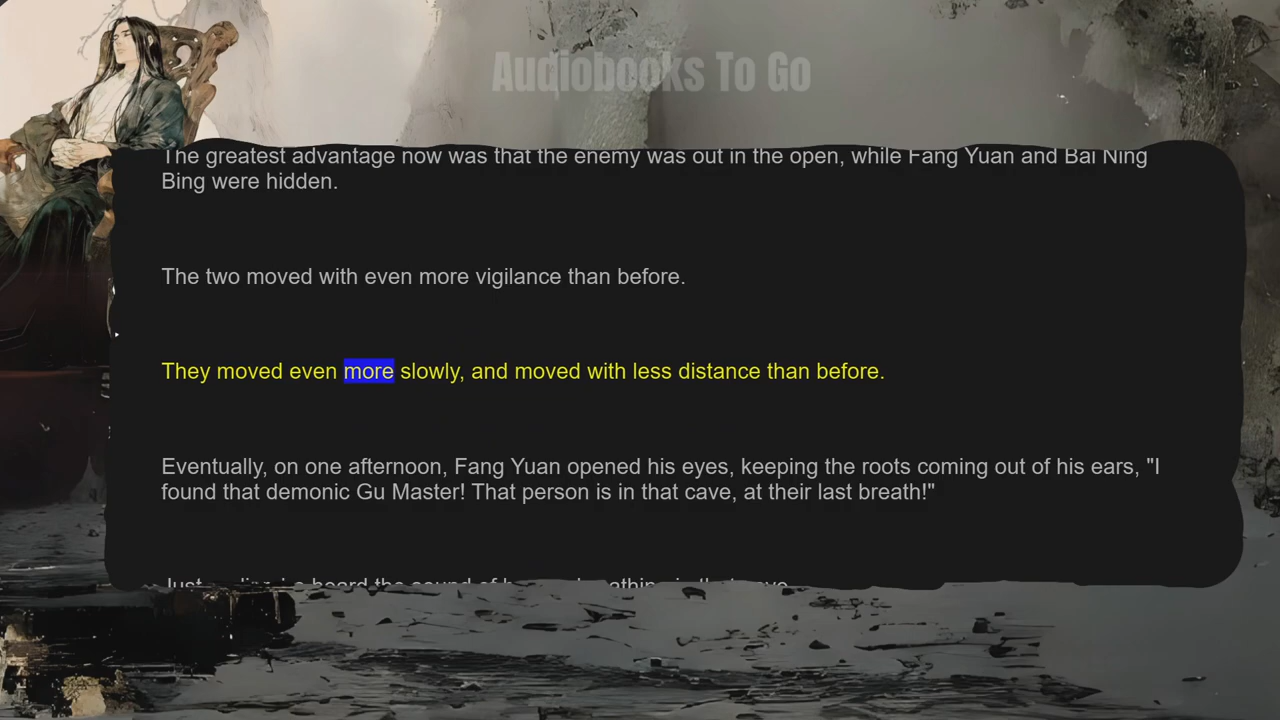 Audiobooks To Go
The greatest advantage now was that the enemy was out in the open, while Fang Yuan and Bai Ning
Bing were hidden.
The two moved with even more vigilance than before.
They moved even more slowly, and moved with less distance than before.
Eventually, on one afternoon, Fang Yuan opened his eyes, keeping the roots coming out of his ears, "I
found that demonic Gu Master! That person is in that cave, at their last breath!"
heard the sound of